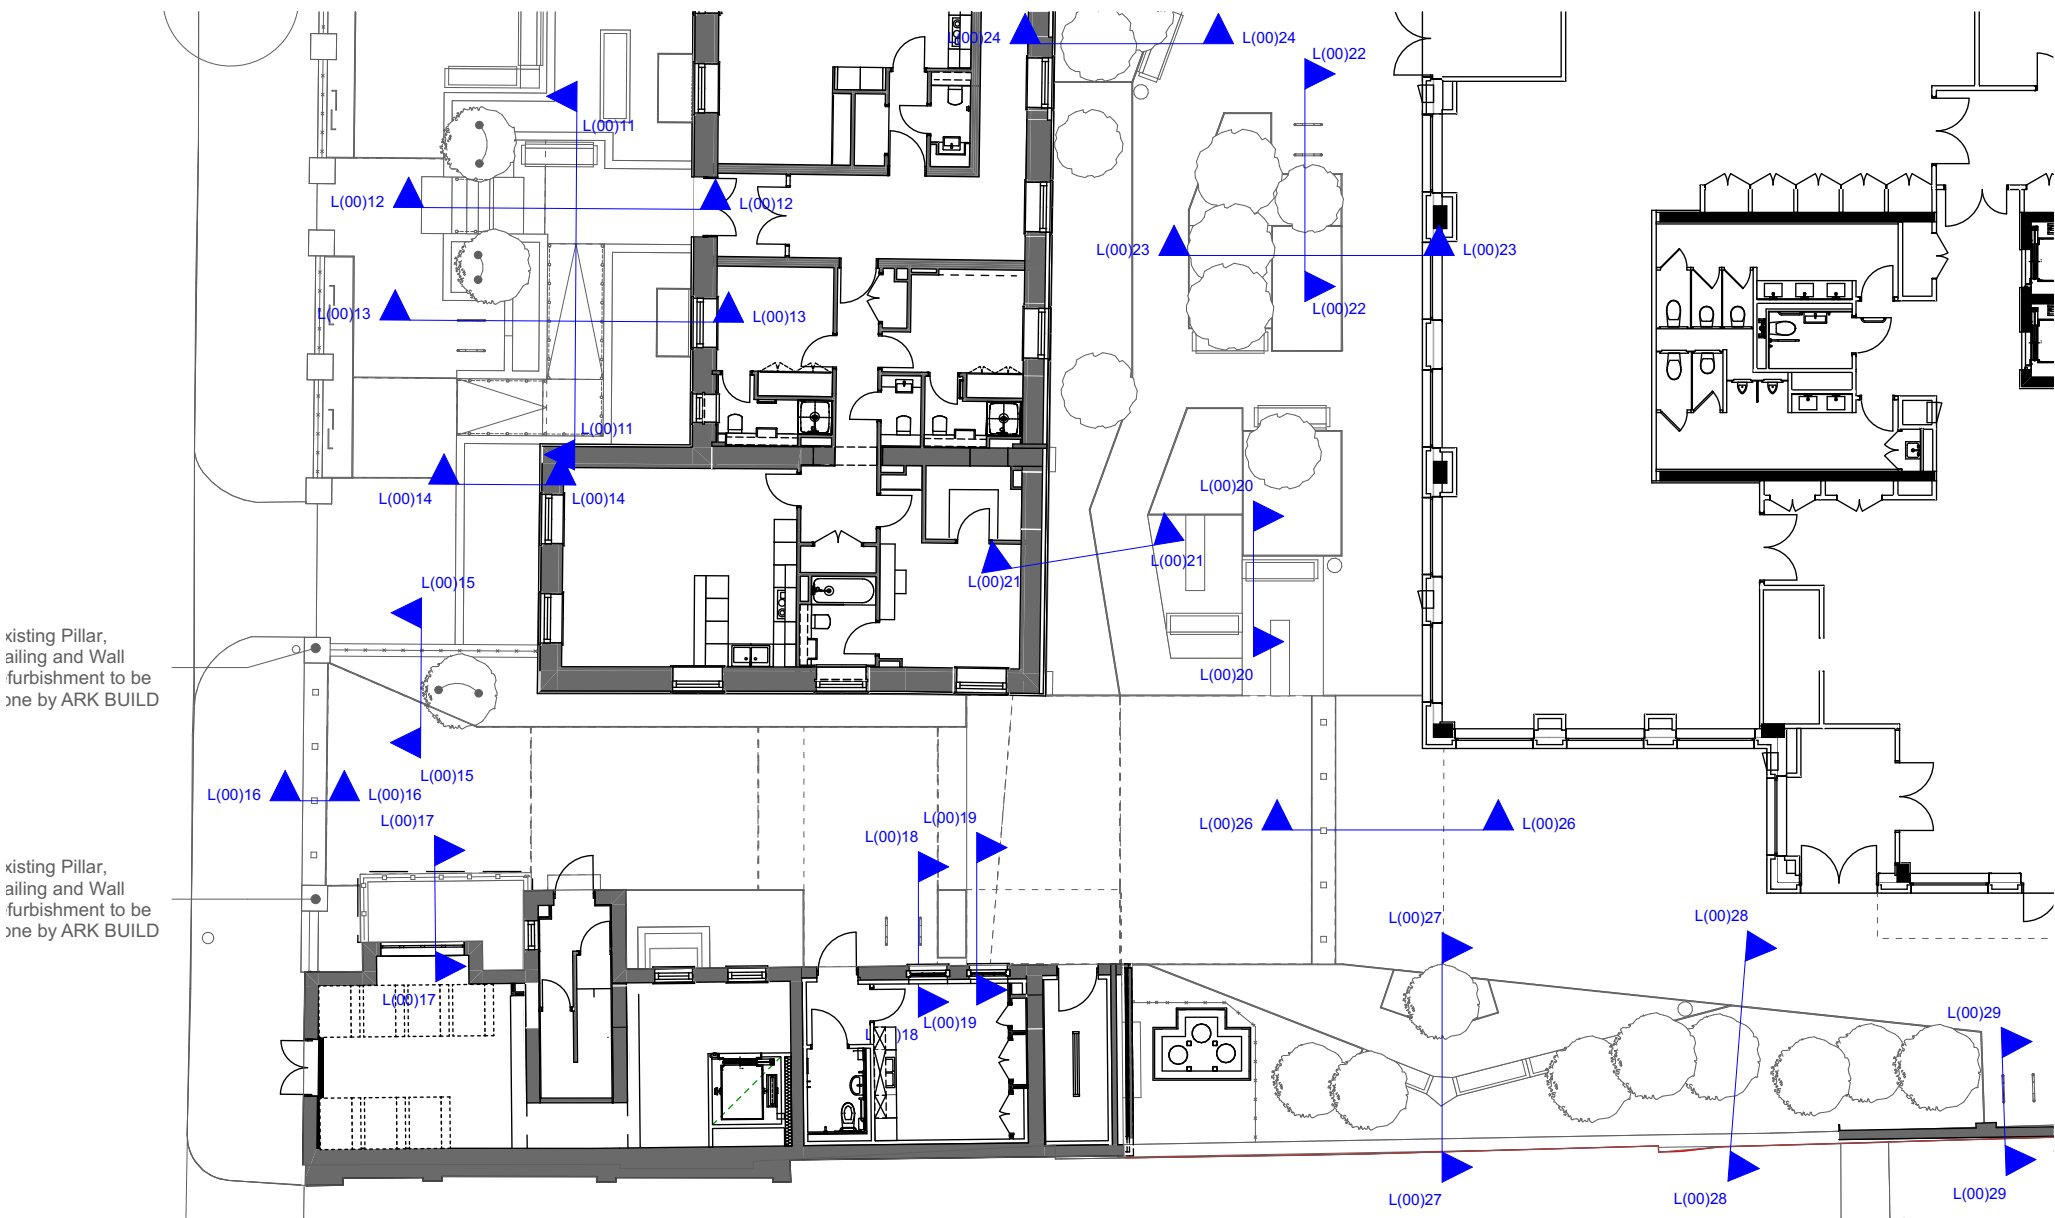 L(00)24
L(00)24
L(00)22
L(00)11
L(00)12
L(00)12
L(00)23
L(00)23
L(00)13
L(00)13
L(00)22
L(00)11
L(00)14
L(00)14
L(00)20
L(00)21
L(00)21
L(00)15
xisting Pillar,
ailing and Wall
furbishment to be
one by ARK BUILD
L(00)20
L(00)15
L(00)16
L(00)16
L(00)17
L(00)18
L(00)19
L(00)26
L(00)26
xisting Pillar,
ailing and Wall
furbishment to be
one by ARK BUILD
L(00)27
L(00)28
L(00)17
L(00)19
L(00)18
L(00)29
L(00)27
L(00)28
L(00)29